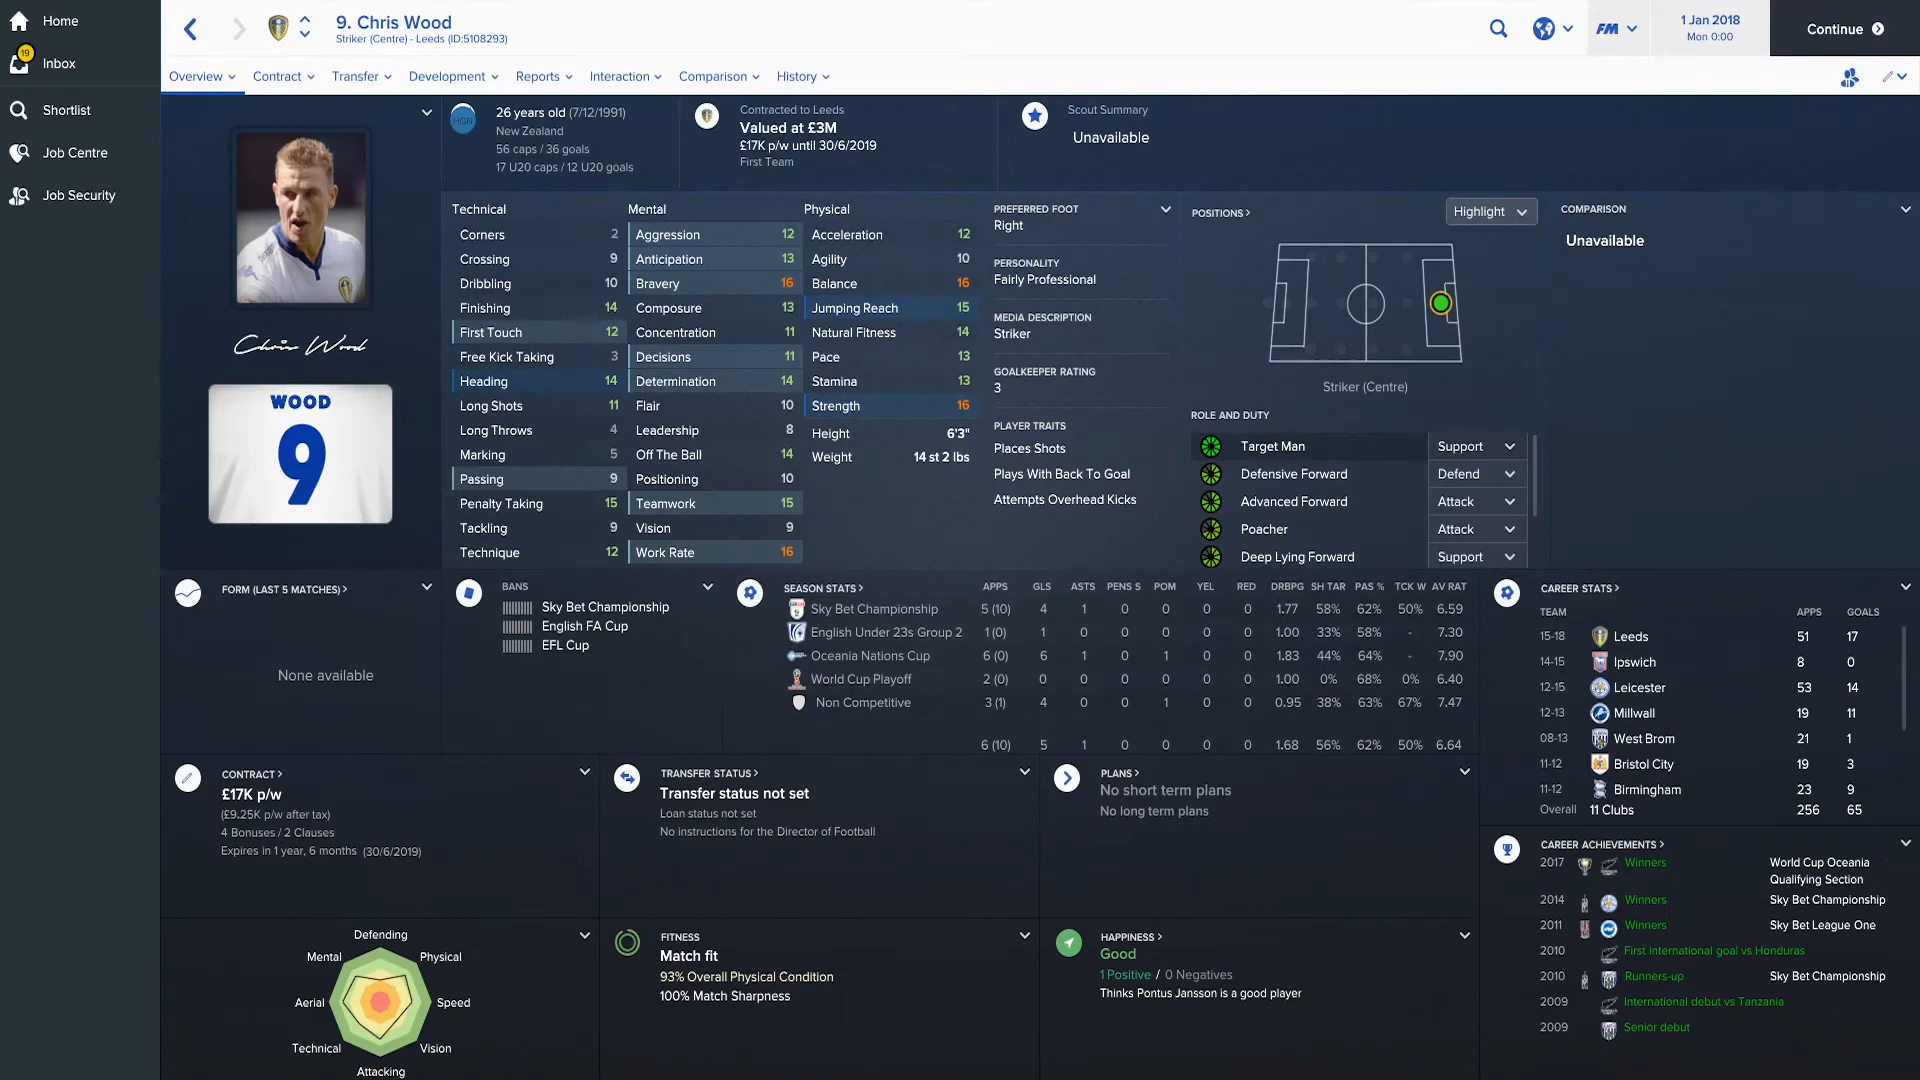 Home
19
Inbox
Shortlist
Job Centre
Job Security
9. Chris Wood
Striker (Centre) - Leeds (ID:5108293)
FM
1 Jan 2018
Mon 0:00
Continue
Overview Contract Transfer Development Reports Interaction Comparison History
HGN
26 years old (7/12/1991)
New Zealand
56 caps / 36 goals
17 U20 caps / 12 U20 goals
Contracted to Leeds
Valued at £3M
£17K p/w until 30/6/2019
First Team
Scout Summary
Unavailable
Chris Wood
WOOD
9
Technical
Corners 2
Crossing 9
Dribbling 10
Finishing 14
First Touch 12
Free Kick Taking 3
Heading 14
Long Shots 11
Long Throws 4
Marking 5
Passing 9
Penalty Taking 15
Tackling 9
Technique 12
Mental
Aggression 12
Anticipation 13
Bravery 16
Composure 13
Concentration 11
Decisions 11
Determination 14
Flair 10
Leadership 8
Off The Ball 14
Positioning 10
Teamwork 15
Vision 9
Work Rate 16
Physical
Acceleration 12
Agility 10
Balance 16
Jumping Reach 15
Natural Fitness 14
Pace 13
Stamina 13
Strength 16
Height 6'3"
Weight 14 st 2 lbs
PREFERRED FOOT
Right
PERSONALITY
Fairly Professional
MEDIA DESCRIPTION
Striker
GOALKEEPER RATING
3
PLAYER TRAITS
Places Shots
Plays With Back To Goal
Attempts Overhead Kicks
POSITIONS
Highlight
Striker (Centre)
ROLE AND DUTY
Target Man Support
Defensive Forward Defend
Advanced Forward Attack
Poacher Attack
Deep Lying Forward Support
COMPARISON
Unavailable
FORM (LAST 5 MATCHES)
None available
BANS
Sky Bet Championship
English FA Cup
EFL Cup
SEASON STATS APPS GLS ASTS PENS S POM YEL RED DRBPG SH TAR PAS % TCK W AV RAT
Sky Bet Championship 5 (10) 4 1 0 0 0 0 1.77 58% 62% 50% 6.59
English Under 23s Group 2 1 (0) 1 0 0 0 0 0 1.00 33% 58% - 7.30
Oceania Nations Cup 6 (0) 6 1 0 1 0 0 1.83 44% 64% - 7.90
World Cup Playoff 2 (0) 0 0 0 0 0 0 1.00 0% 68% 0% 6.40
Non Competitive 3 (1) 4 0 0 1 0 0 0.95 38% 63% 67% 7.47
6 (10) 5 1 0 0 0 0 1.68 56% 62% 50% 6.64
CAREER STATS
TEAM APPS GOALS
15-18 Leeds 51 17
14-15 Ipswich 8 0
12-15 Leicester 53 14
12-13 Millwall 19 11
08-13 West Brom 21 1
11-12 Bristol City 19 3
11-12 Birmingham 23 9
Overall 11 Clubs 256 65
CONTRACT
£17K p/w
(£9.25K p/w after tax)
4 Bonuses / 2 Clauses
Expires in 1 year, 6 months (30/6/2019)
TRANSFER STATUS
Transfer status not set
Loan status not set
No instructions for the Director of Football
PLANS
No short term plans
No long term plans
CAREER ACHIEVEMENTS
2017 Winners World Cup Oceania
Qualifying Section
2014 Winners Sky Bet Championship
2011 Winners Sky Bet League One
2010 First international goal vs Honduras
2010 Runners-up Sky Bet Championship
2009 International debut vs Tanzania
2009 Senior debut
Defending
Mental Physical
Aerial Speed
Technical Vision
Attacking
FITNESS
Match fit
93% Overall Physical Condition
100% Match Sharpness
HAPPINESS
Good
1 Positive / 0 Negatives
Thinks Pontus Jansson is a good player